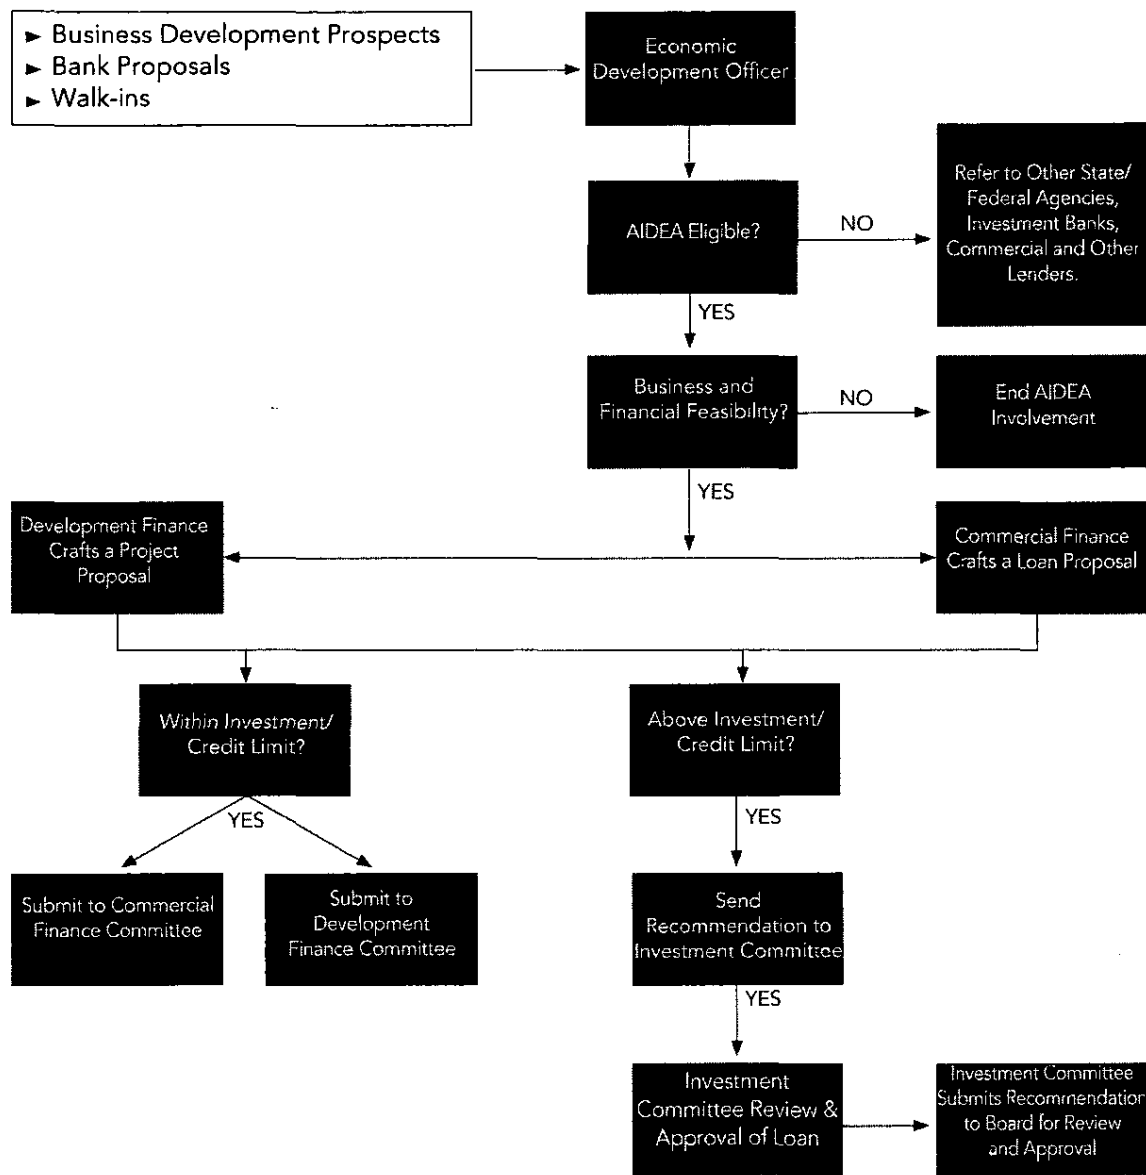 ► Business Development Prospects
► Bank Proposals
► Walk-ins
Economic
Development Officer
AIDEA Eligible?
NO
Refer to Other State/
Federal Agencies,
Investment Banks,
Commercial and Other
Lenders.
YES
Business and
Financial Feasibility?
NO
End AIDEA
Involvement
YES
Development Finance
Crafts a Project
Proposal
Commercial Finance
Crafts a Loan Proposal
Within Investment/
Credit Limit?
Above Investment/
Credit Limit?
YES
YES
Submit to Commercial
Finance Committee
Submit to
Development
Finance Committee
Send
Recommendation to
Investment Committee
YES
Investment
Committee Review &
Approval of Loan
Investment Committee
Submits Recommendation
to Board for Review
and Approval